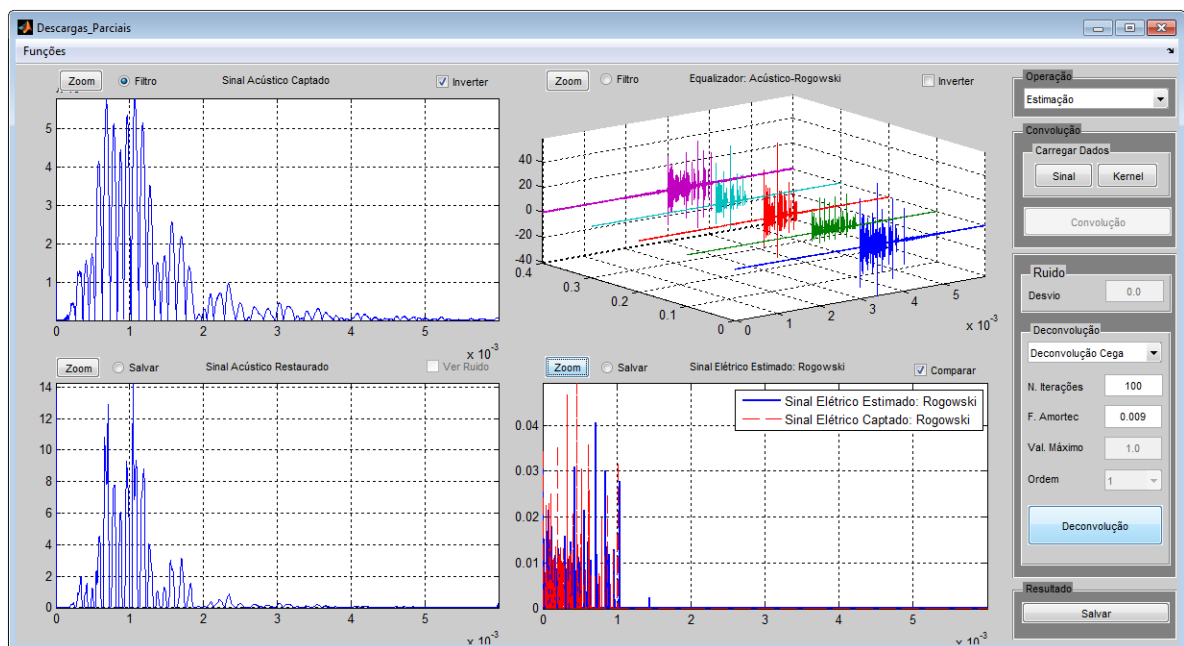 Descargas_Parciais
Funções
Zoom Filtro Sinal Acústico Captado Inverter
5
4
3
2
1
0 1 2 3 4 5
x 10⁻³
Zoom Filtro Equalizador: Acústico-Rogowski Inverter
40
20
0
-20
-40
0.4 0.3 0.2 0.1 0
0 1 2 3 4 5
x 10⁻³
Zoom Salvar Sinal Acústico Restaurado Ver Ruido
14
12
10
8
6
4
2
0
0 1 2 3 4 5
x 10⁻³
Zoom Salvar Sinal Elétrico Estimado: Rogowski Comparar
Sinal Elétrico Estimado: Rogowski
Sinal Elétrico Captado: Rogowski
0.04
0.03
0.02
0.01
0
0 1 2 3 4 5
x 10⁻³
Operação
Estimação
Convolução
Carregar Dados
Sinal Kernel
Convolução
Ruido
Desvio 0.0
Deconvolução
Deconvolução Cega
N. Iterações 100
F. Amortec 0.009
Val. Máximo 1.0
Ordem 1
Deconvolução
Resultado
Salvar